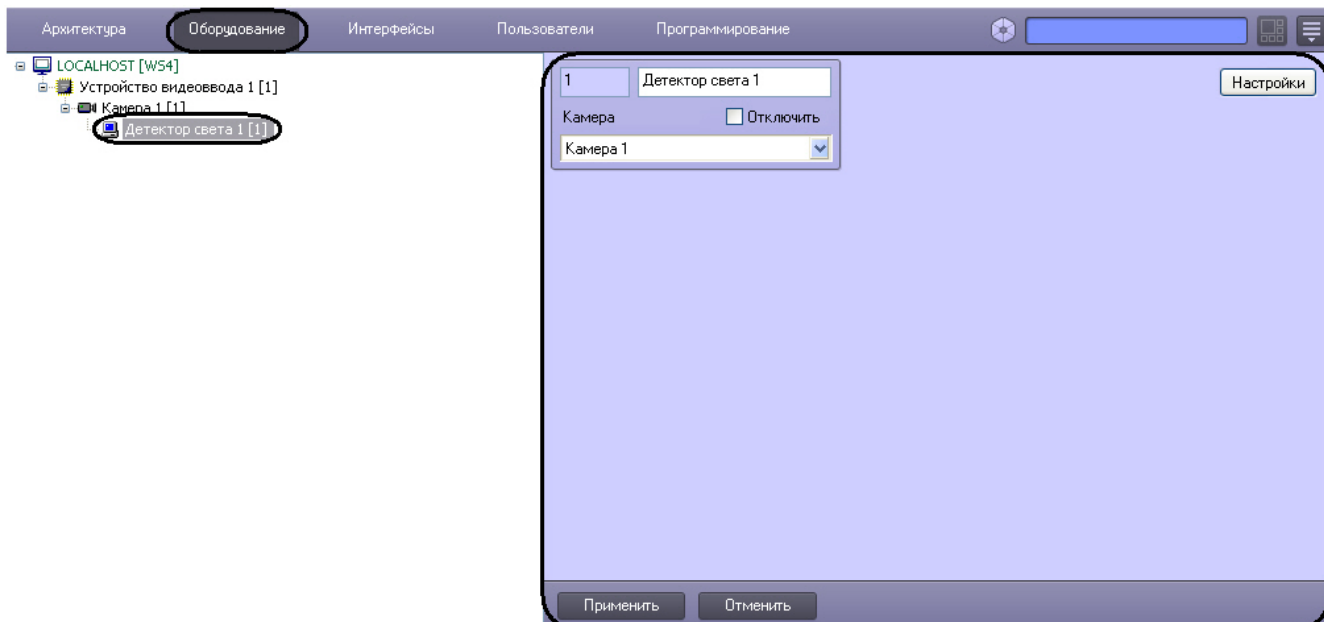 Архитектура Оборудование Интерфейсы Пользователи Программирование
LOCALHOST [WS4]
Устройство видеоввода 1 [1]
Камера 1 [1]
Детектор света 1 [1]
1 Детектор света 1
Настройки
Камера Отключить
Камера 1
Применить Отменить